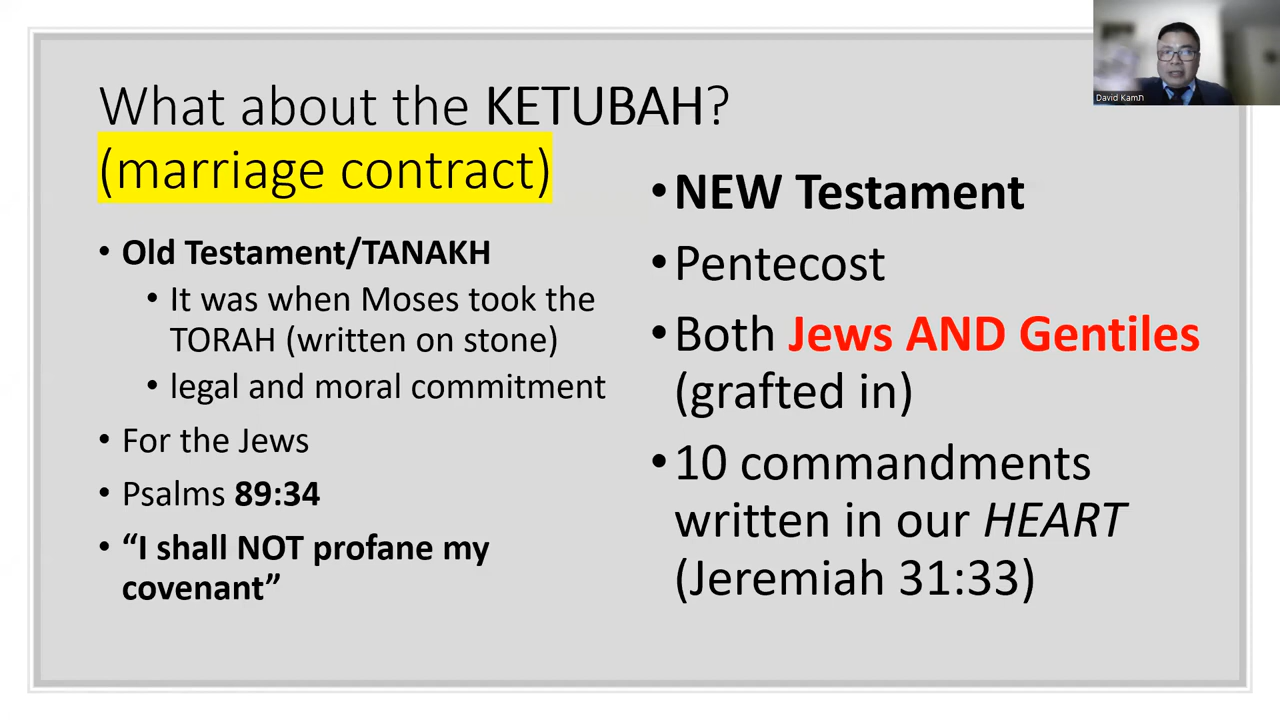 What about the KETUBAH?
(marriage contract)
• Old Testament/TANAKH
• It was when Moses took the
TORAH (written on stone)
• legal and moral commitment
• For the Jews
• Psalms 89:34
• “I shall NOT profane my
covenant”
• NEW Testament
• Pentecost
• Both Jews AND Gentiles
(grafted in)
• 10 commandments
written in our HEART
(Jeremiah 31:33)
David Kamח